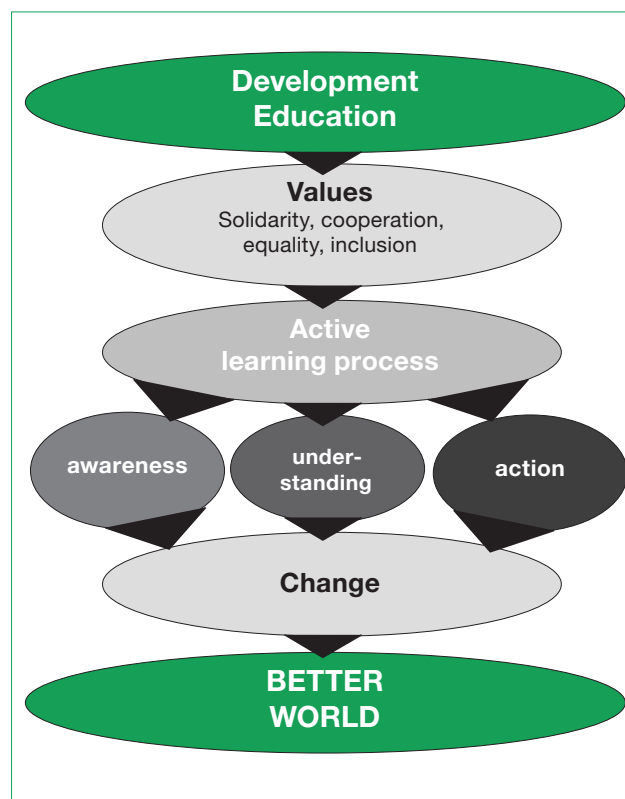 Development
Education
Values
Solidarity, cooperation,
equality, inclusion
Active
learning process
awareness
under-
standing
action
Change
BETTER
WORLD